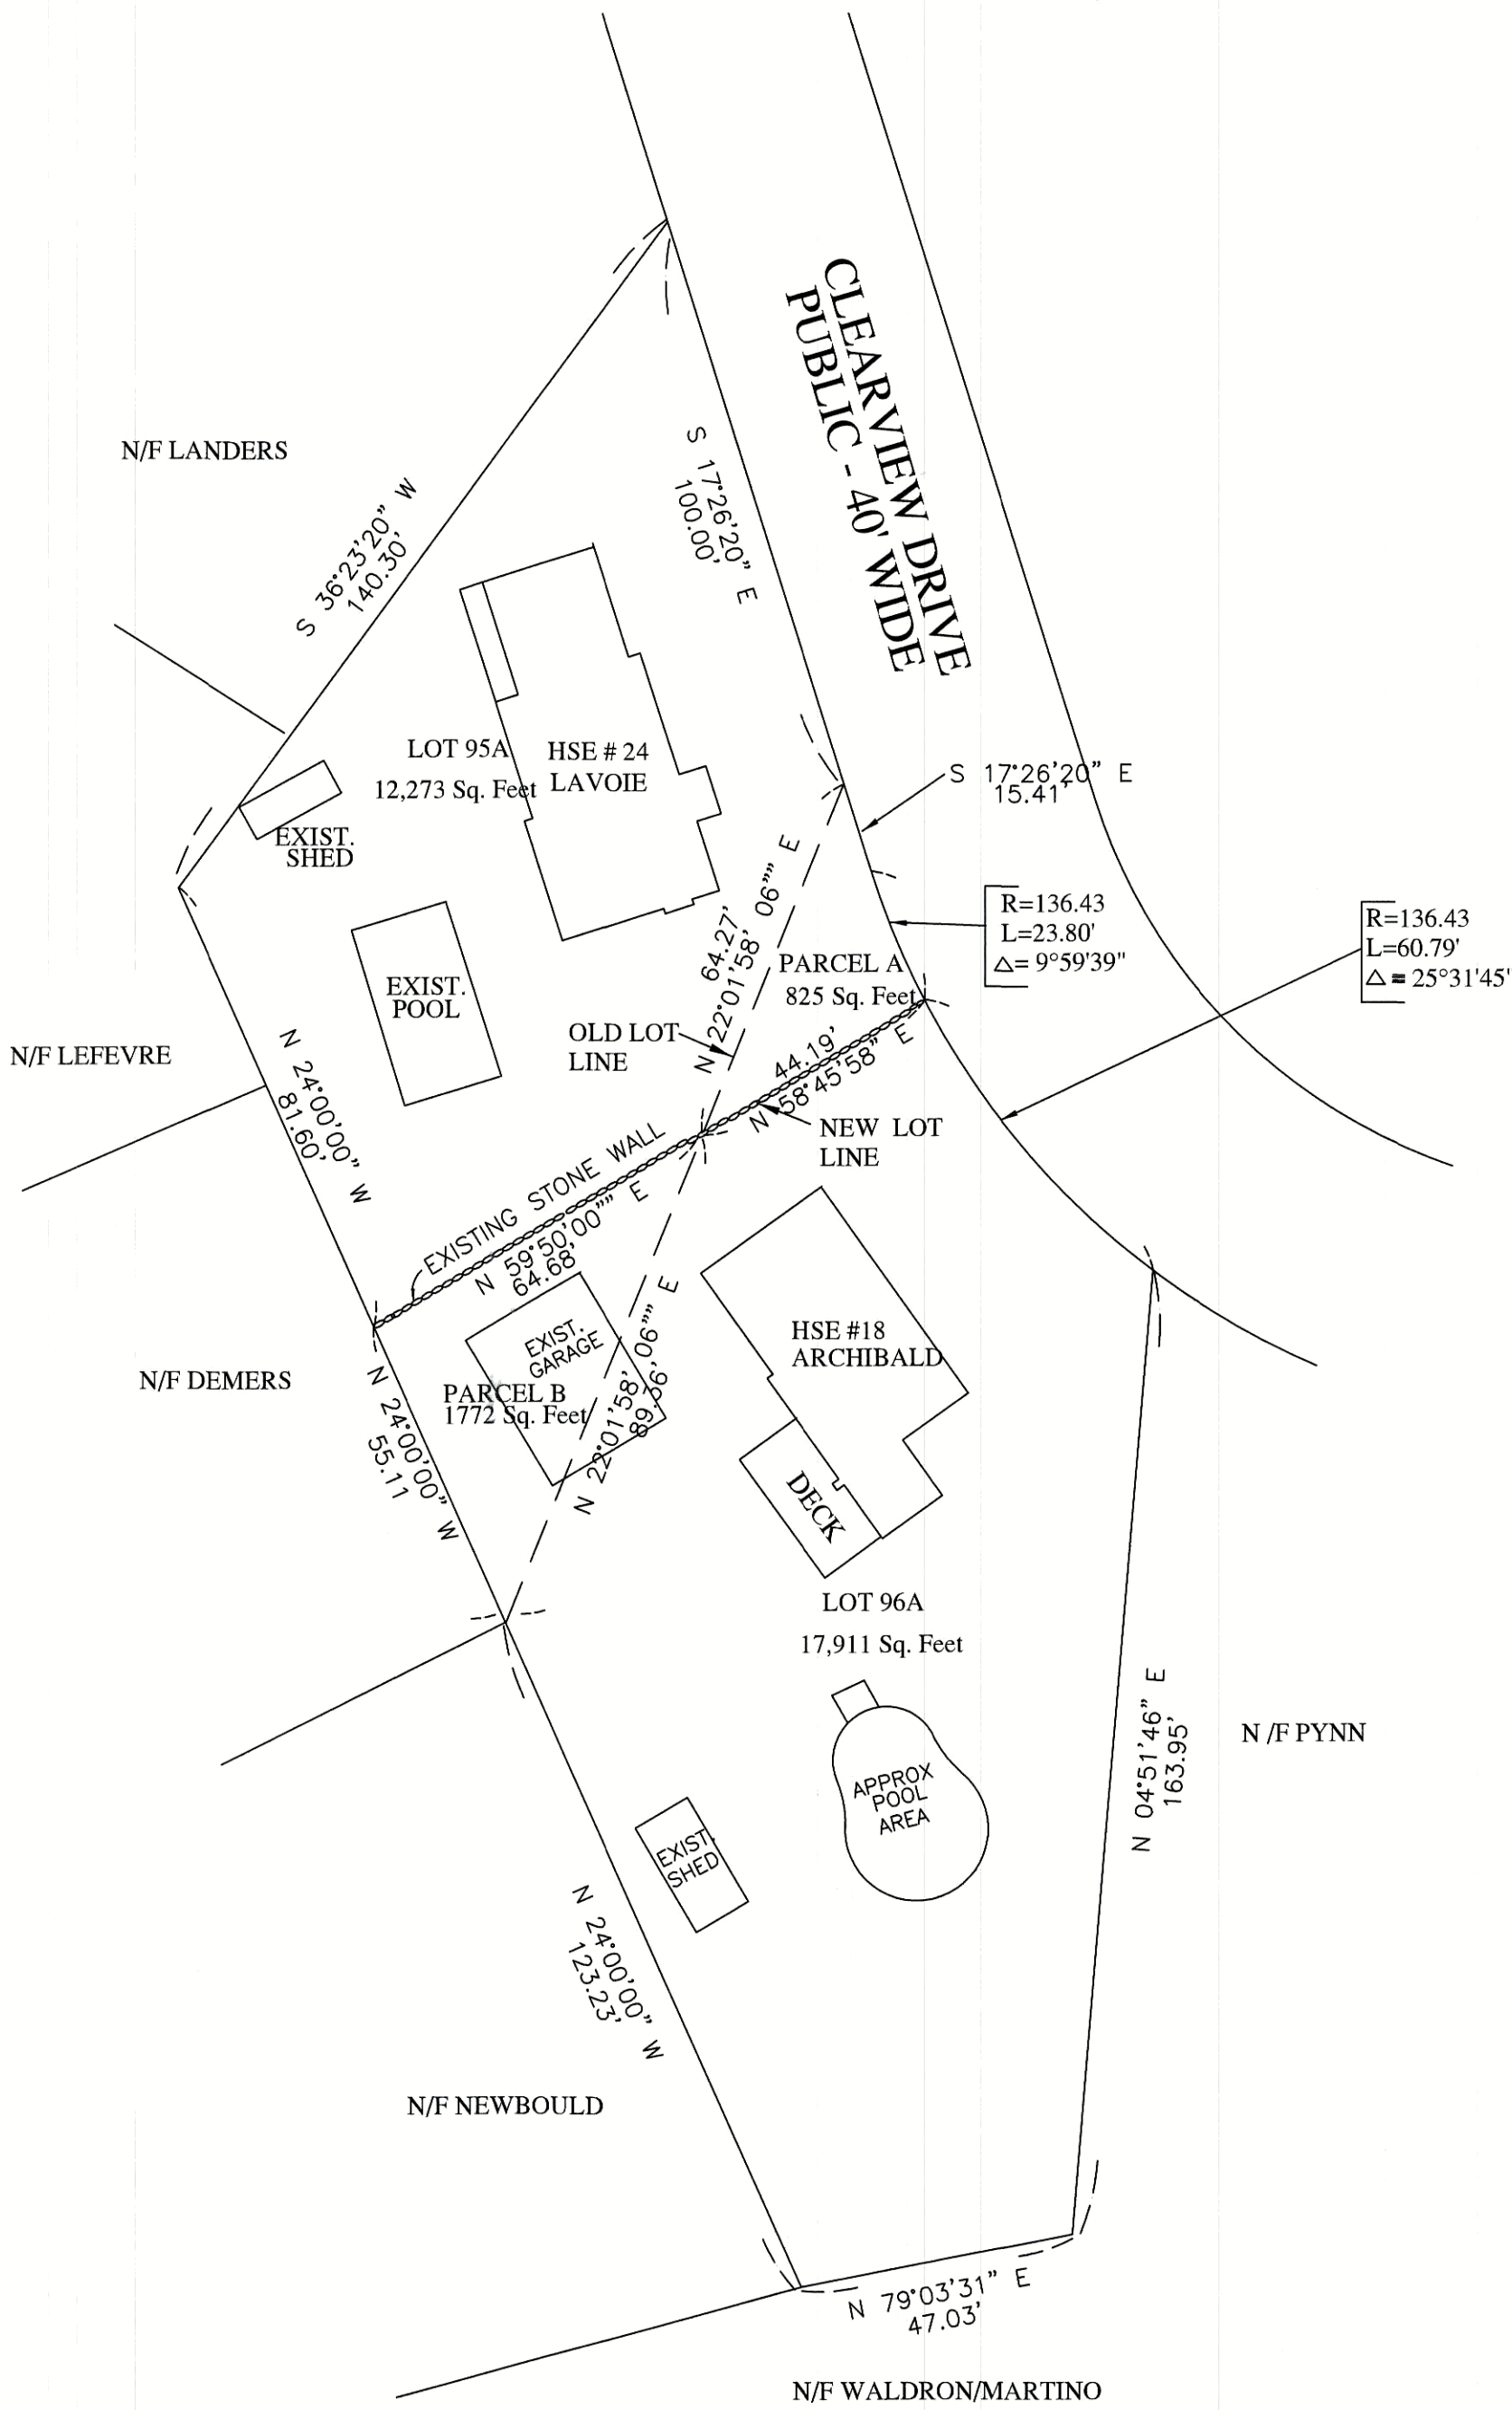 CLEARVIEW DRIVE
PUBLIC - 40' WIDE
N/F LANDERS
S 17°26'20" E
100.00'
S 36°23'20" W
140.30'
LOT 95A
12,273 Sq. Feet
HSE # 24
LAVOIE
S 17°26'20" E
15.41'
EXIST.
SHED
R=136.43
L=23.80'
Δ= 9°59'39"
R=136.43
L=60.79'
Δ = 25°31'45"
64.27'
N 22°01'58' 06"" E
PARCEL A
825 Sq. Feet
EXIST.
POOL
OLD LOT
LINE
N/F LEFEVRE
N 24°00'00" W
81.60'
44.19'
N 58°45'58" E
NEW LOT
LINE
EXISTING STONE WALL
N 59°50'00"" E
64.68'
EXIST.
GARAGE
HSE #18
ARCHIBALD
N/F DEMERS
N 24°00'00" W
55.11
PARCEL B
1772 Sq. Feet
N 22°01'58' 06"" E
89.36'
DECK
LOT 96A
17,911 Sq. Feet
N 04°51'46" E
163.95'
N /F PYNN
APPROX
POOL
AREA
EXIST.
SHED
N 24°00'00" W
123.23'
N/F NEWBOULD
N 79°03'31" E
47.03'
N/F WALDRON/MARTINO